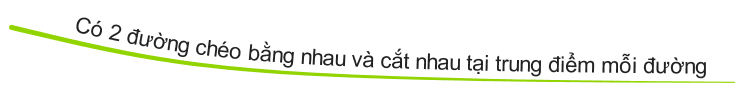 Có 2 đường chéo bằng nhau và cắt nhau tại trung điểm mỗi đường